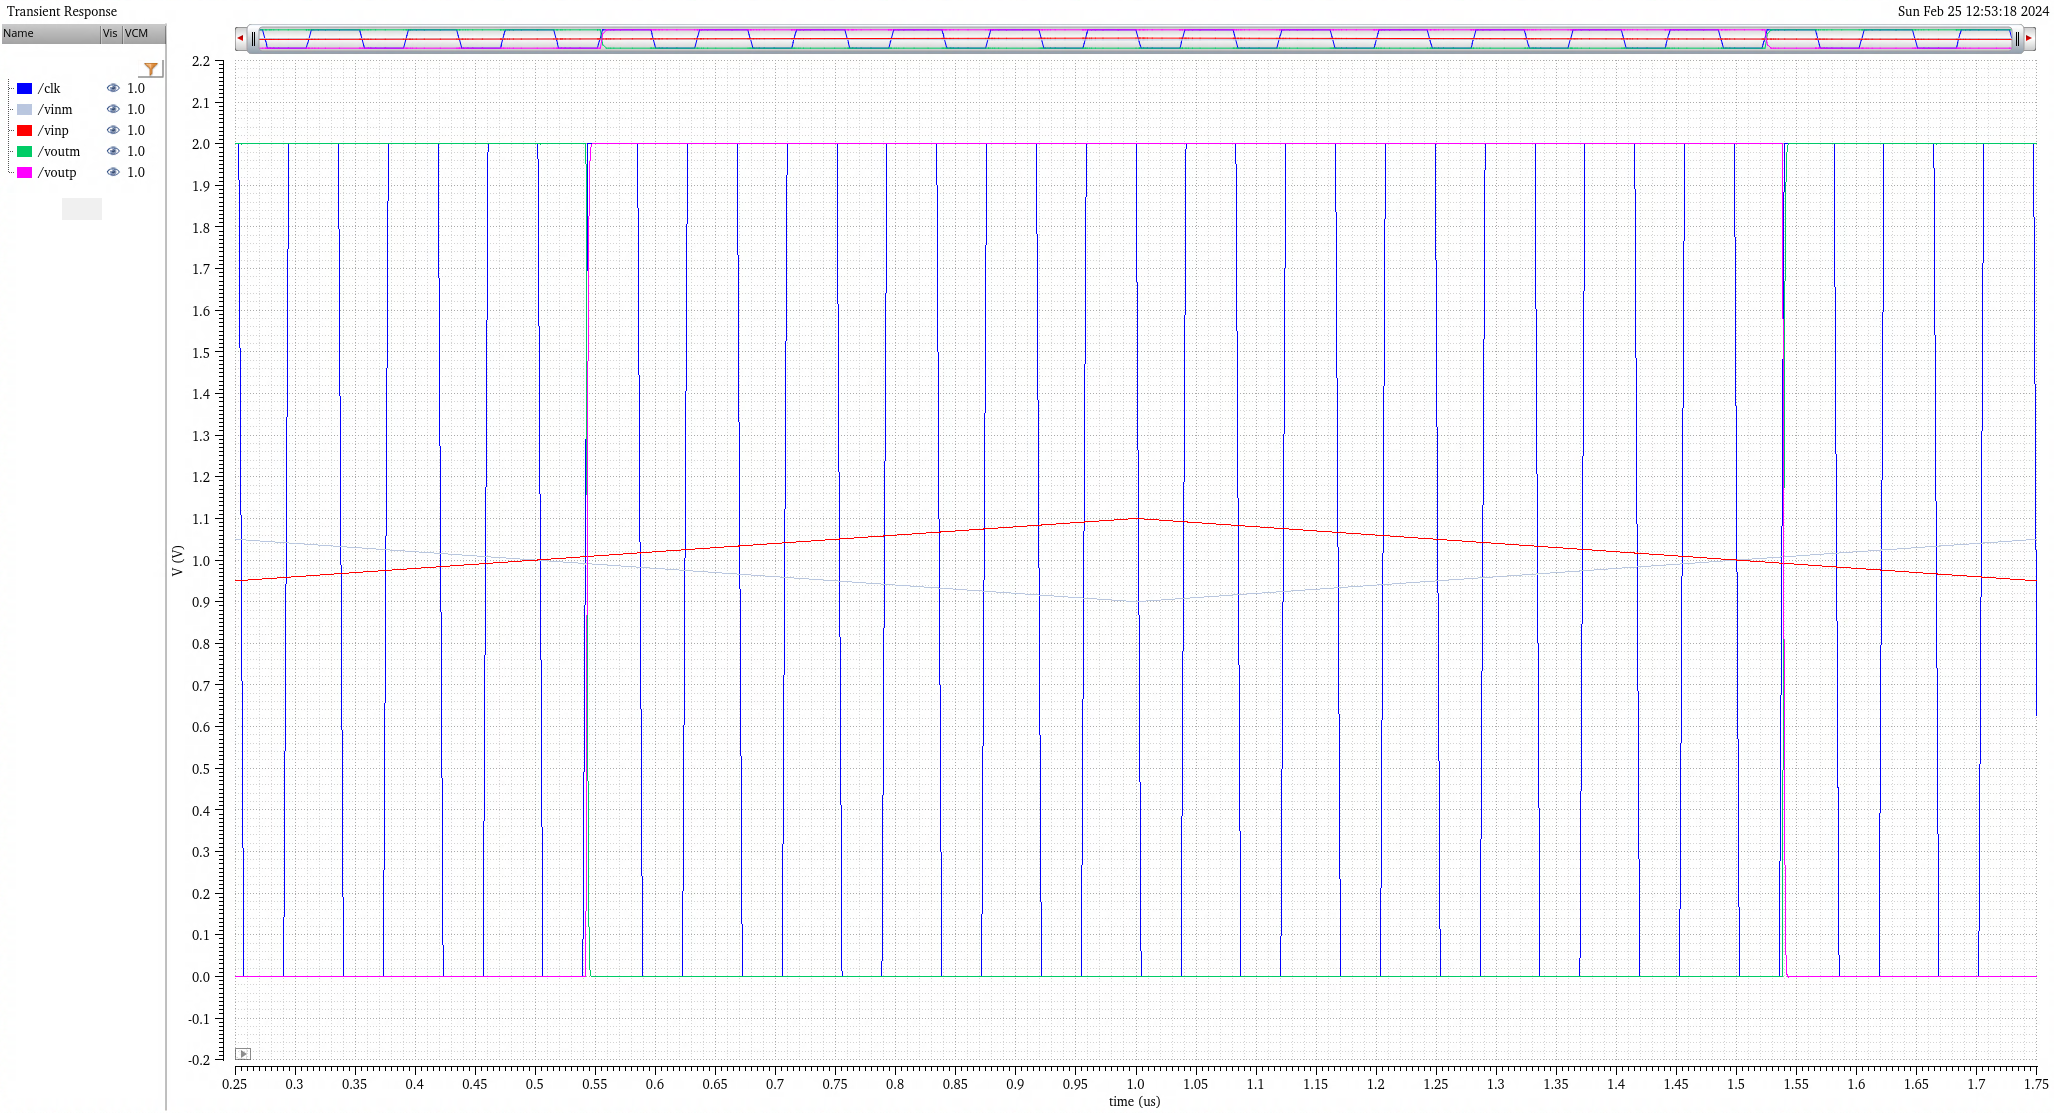 Transient Response
Sun Feb 25 12:53:18 2024
Name Vis VCM
/clk 1.0
/vinm 1.0
/vinp 1.0
/voutm 1.0
/voutp 1.0
2.2
2.1
2.0
1.9
1.8
1.7
1.6
1.5
1.4
1.3
1.2
1.1
1.0
0.9
0.8
0.7
0.6
0.5
0.4
0.3
0.2
0.1
0.0
-0.1
-0.2
V (V)
0.25 0.3 0.35 0.4 0.45 0.5 0.55 0.6 0.65 0.7 0.75 0.8 0.85 0.9 0.95 1.0 1.05 1.1 1.15 1.2 1.25 1.3 1.35 1.4 1.45 1.5 1.55 1.6 1.65 1.7 1.75
time (us)